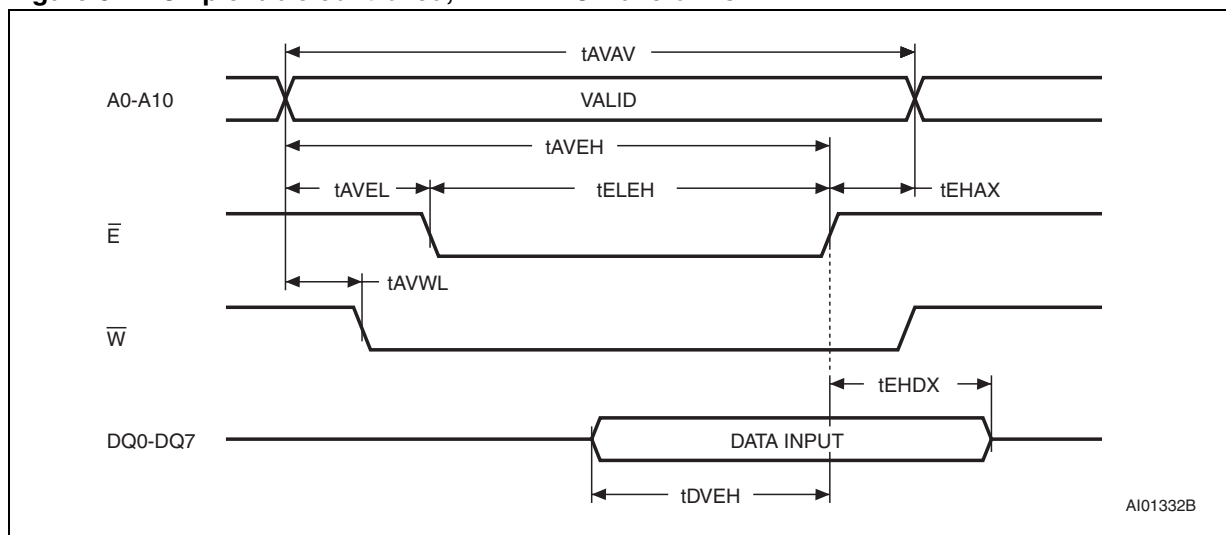 tAVAV
A0-A10 VALID
tAVEH
tAVEL tELEH tEHAX
E̅
tAVWL
W̅
tEHDX
DQ0-DQ7 DATA INPUT
tDVEH
AI01332B